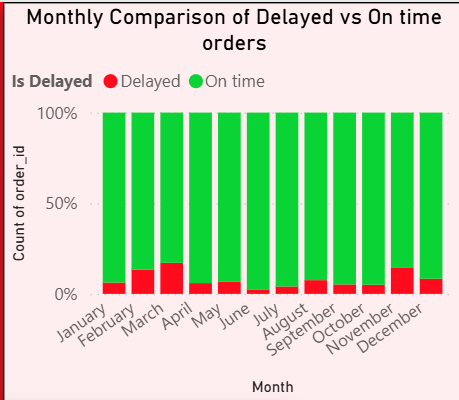 Monthly Comparison of Delayed vs On time
orders
Is Delayed Delayed On time
100%
50%
0%
Count of order_id
January
February
March
April
May
June
July
August
September
October
November
December
Month